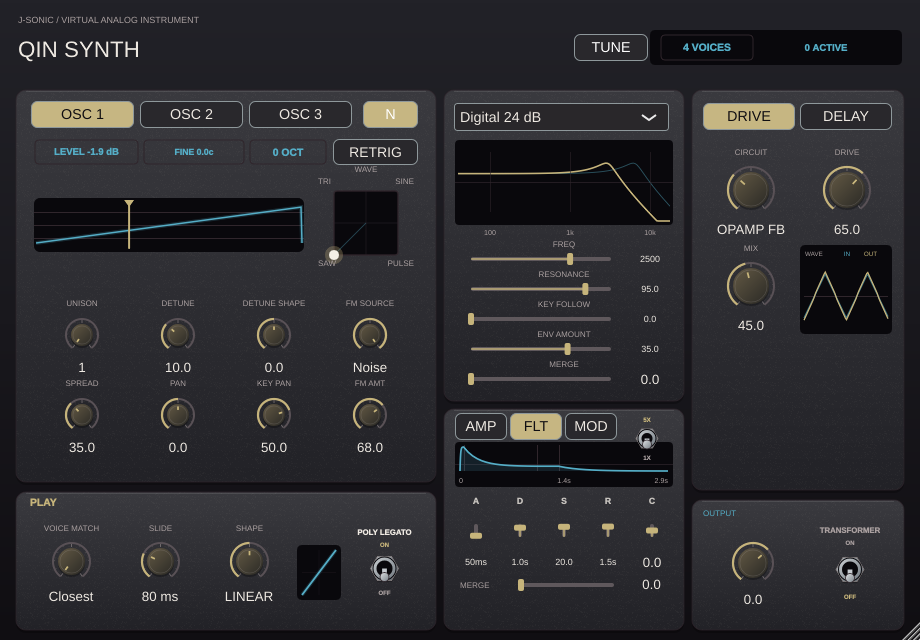 J-SONIC / VIRTUAL ANALOG INSTRUMENT
QIN SYNTH
TUNE
4 VOICES
0 ACTIVE
OSC 1
OSC 2
OSC 3
N
LEVEL -1.9 dB
FINE 0.0c
0 OCT
RETRIG
WAVE
TRI
SINE
SAW
PULSE
UNISON
DETUNE
DETUNE SHAPE
FM SOURCE
1
10.0
0.0
Noise
SPREAD
PAN
KEY PAN
FM AMT
35.0
0.0
50.0
68.0
Digital 24 dB
100
1k
10k
FREQ
2500
RESONANCE
95.0
KEY FOLLOW
0.0
ENV AMOUNT
35.0
MERGE
0.0
DRIVE
DELAY
CIRCUIT
DRIVE
OPAMP FB
65.0
MIX
45.0
WAVE
IN
OUT
AMP
FLT
MOD
5X
1X
0
1.4s
2.9s
A
D
S
R
C
50ms
1.0s
20.0
1.5s
0.0
MERGE
0.0
PLAY
VOICE MATCH
SLIDE
SHAPE
POLY LEGATO
ON
OFF
Closest
80 ms
LINEAR
OUTPUT
0.0
TRANSFORMER
ON
OFF